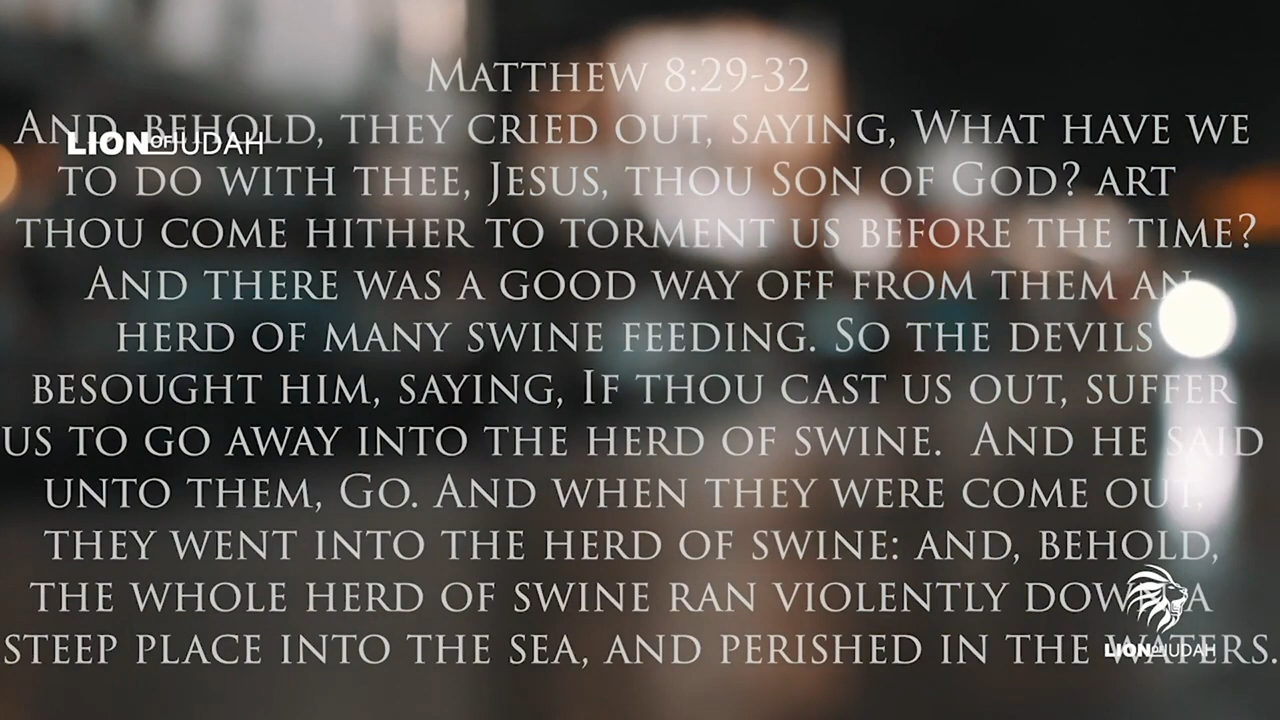 Matthew 8:29-32
And, behold, they cried out, saying, What have we
LION OF JUDAH
to do with thee, Jesus, thou Son of God? art
thou come hither to torment us before the time?
And there was a good way off from them an
herd of many swine feeding. So the devils
besought him, saying, If thou cast us out, suffer
us to go away into the herd of swine. And he said
unto them, Go. And when they were come out,
they went into the herd of swine: and, behold,
the whole herd of swine ran violently down a
steep place into the sea, and perished in the waters.
LION OF JUDAH